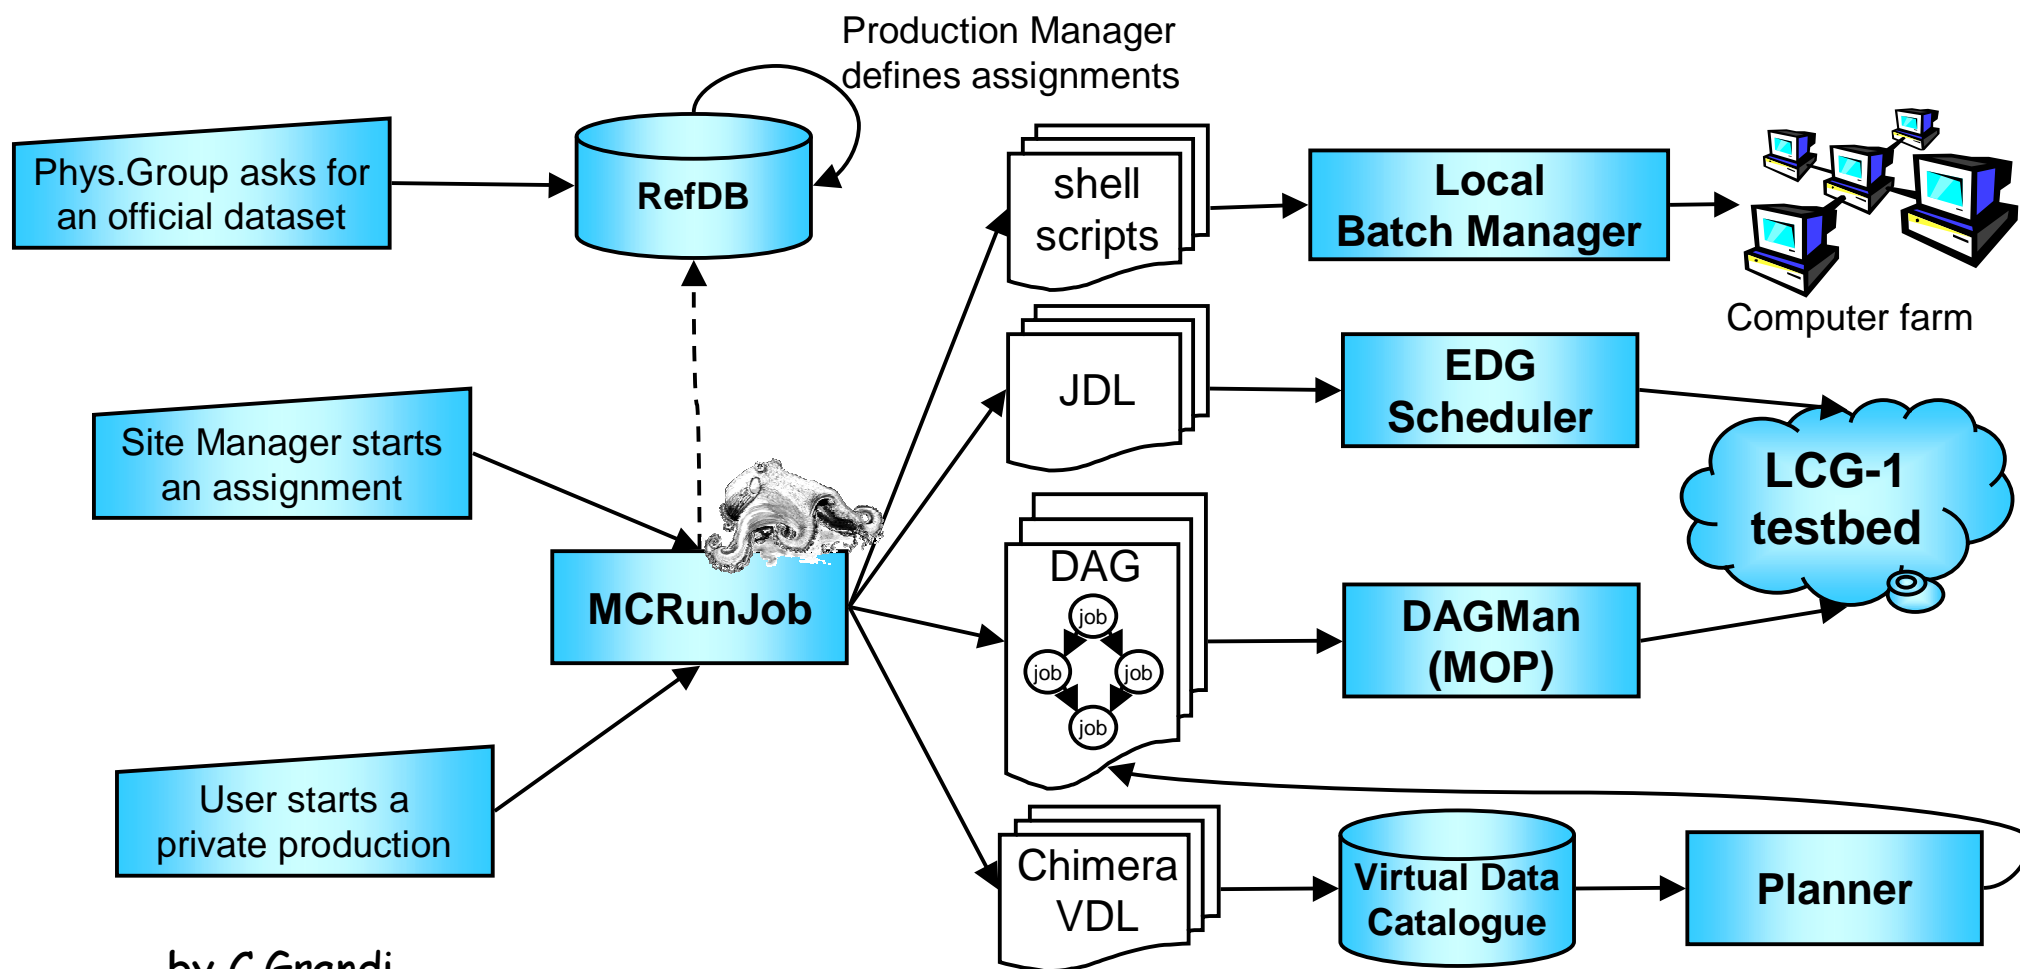 Production Manager
defines assignments
Phys.Group asks for
an official dataset
RefDB
shell
scripts
Local
Batch Manager
Computer farm
JDL
EDG
Scheduler
LCG-1
testbed
Site Manager starts
an assignment
MCRunJob
DAG
job
job
job
job
DAGMan
(MOP)
User starts a
private production
Chimera
VDL
Virtual Data
Catalogue
Planner
by C.Grandi